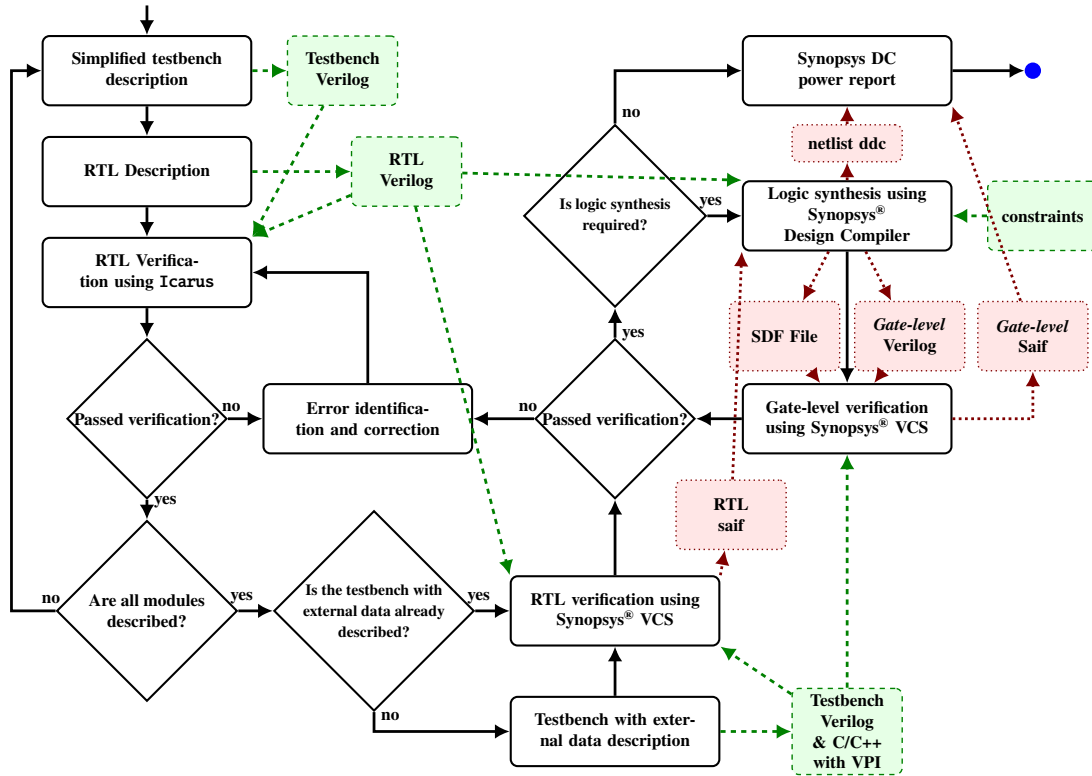 Simplified testbench
description
Testbench
Verilog
Synopsys DC
power report
no
netlist ddc
RTL Description
RTL
Verilog
Is logic synthesis
required?
yes
Logic synthesis using
Synopsys®
Design Compiler
constraints
RTL Verifica-
tion using Icarus
yes
SDF File
Gate-level
Verilog
Gate-level
Saif
Passed verification?
no
Error identifica-
tion and correction
no
Passed verification?
Gate-level verification
using Synopsys® VCS
yes
RTL
saif
no
Are all modules
described?
yes
Is the testbench with
external data already
described?
yes
RTL verification using
Synopsys® VCS
no
Testbench with exter-
nal data description
Testbench
Verilog
& C/C++
with VPI